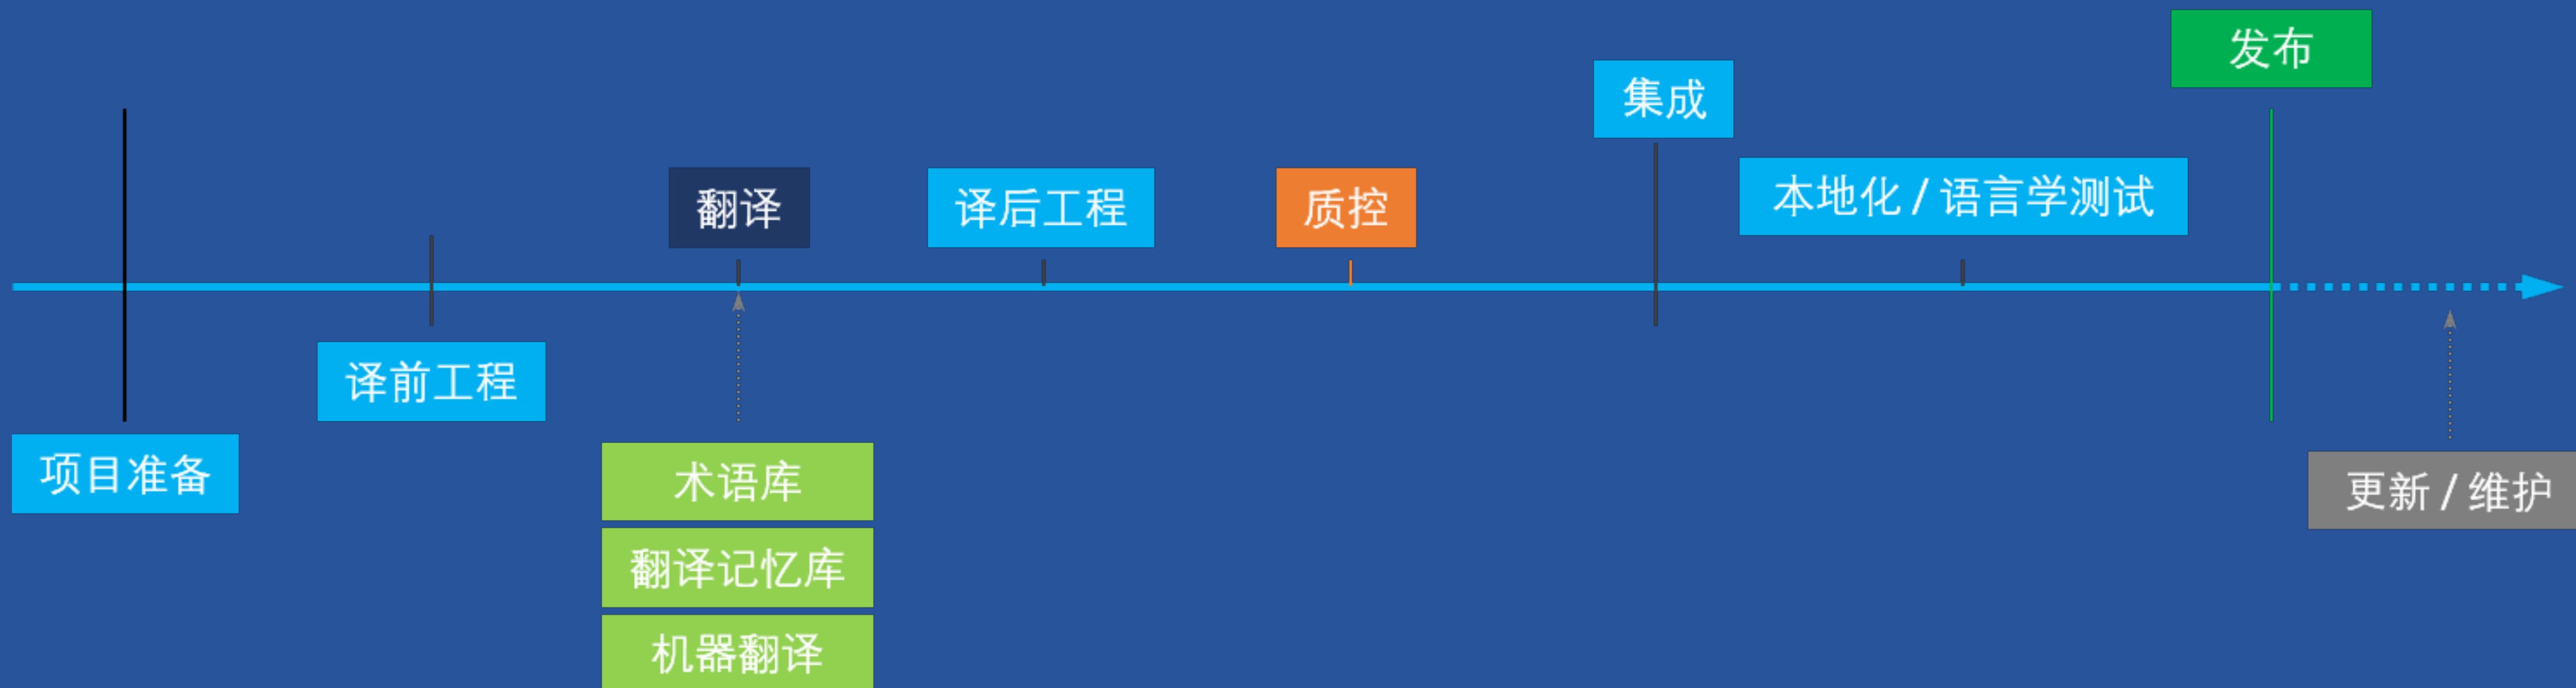 发布
集成
本地化 / 语言学测试
翻译
译后工程
质控
译前工程
项目准备
术语库
翻译记忆库
机器翻译
更新 / 维护